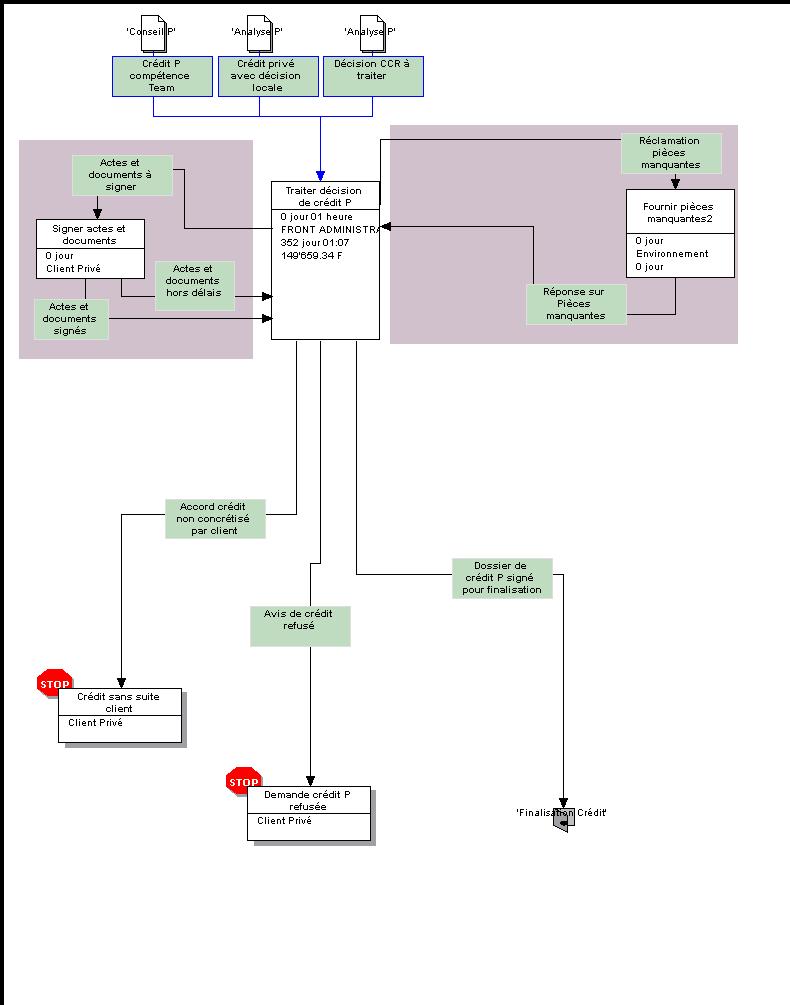 'Conseil P'
'Analyse P'
'Analyse P'
Crédit P
compétence
Team
Crédit privé
avec décision
locale
Décision CCR à
traiter
Actes et
documents à
signer
Réclamation
pièces
manquantes
Traiter décision
de crédit P
0 jour 01 heure
FRONT ADMINISTRA
352 jour 01:07
149'659.34 F
Signer actes et
documents
0 jour
Client Privé
Fournir pièces
manquantes2
0 jour
Environnement
0 jour
Actes et
documents
hors délais
Actes et
documents
signés
Réponse sur
Pièces
manquantes
Accord crédit
non concrétisé
par client
Dossier de
crédit P signé
pour finalisation
Avis de crédit
refusé
STOP
Crédit sans suite
client
Client Privé
STOP
Demande crédit P
refusée
Client Privé
'Finalisation Crédit'